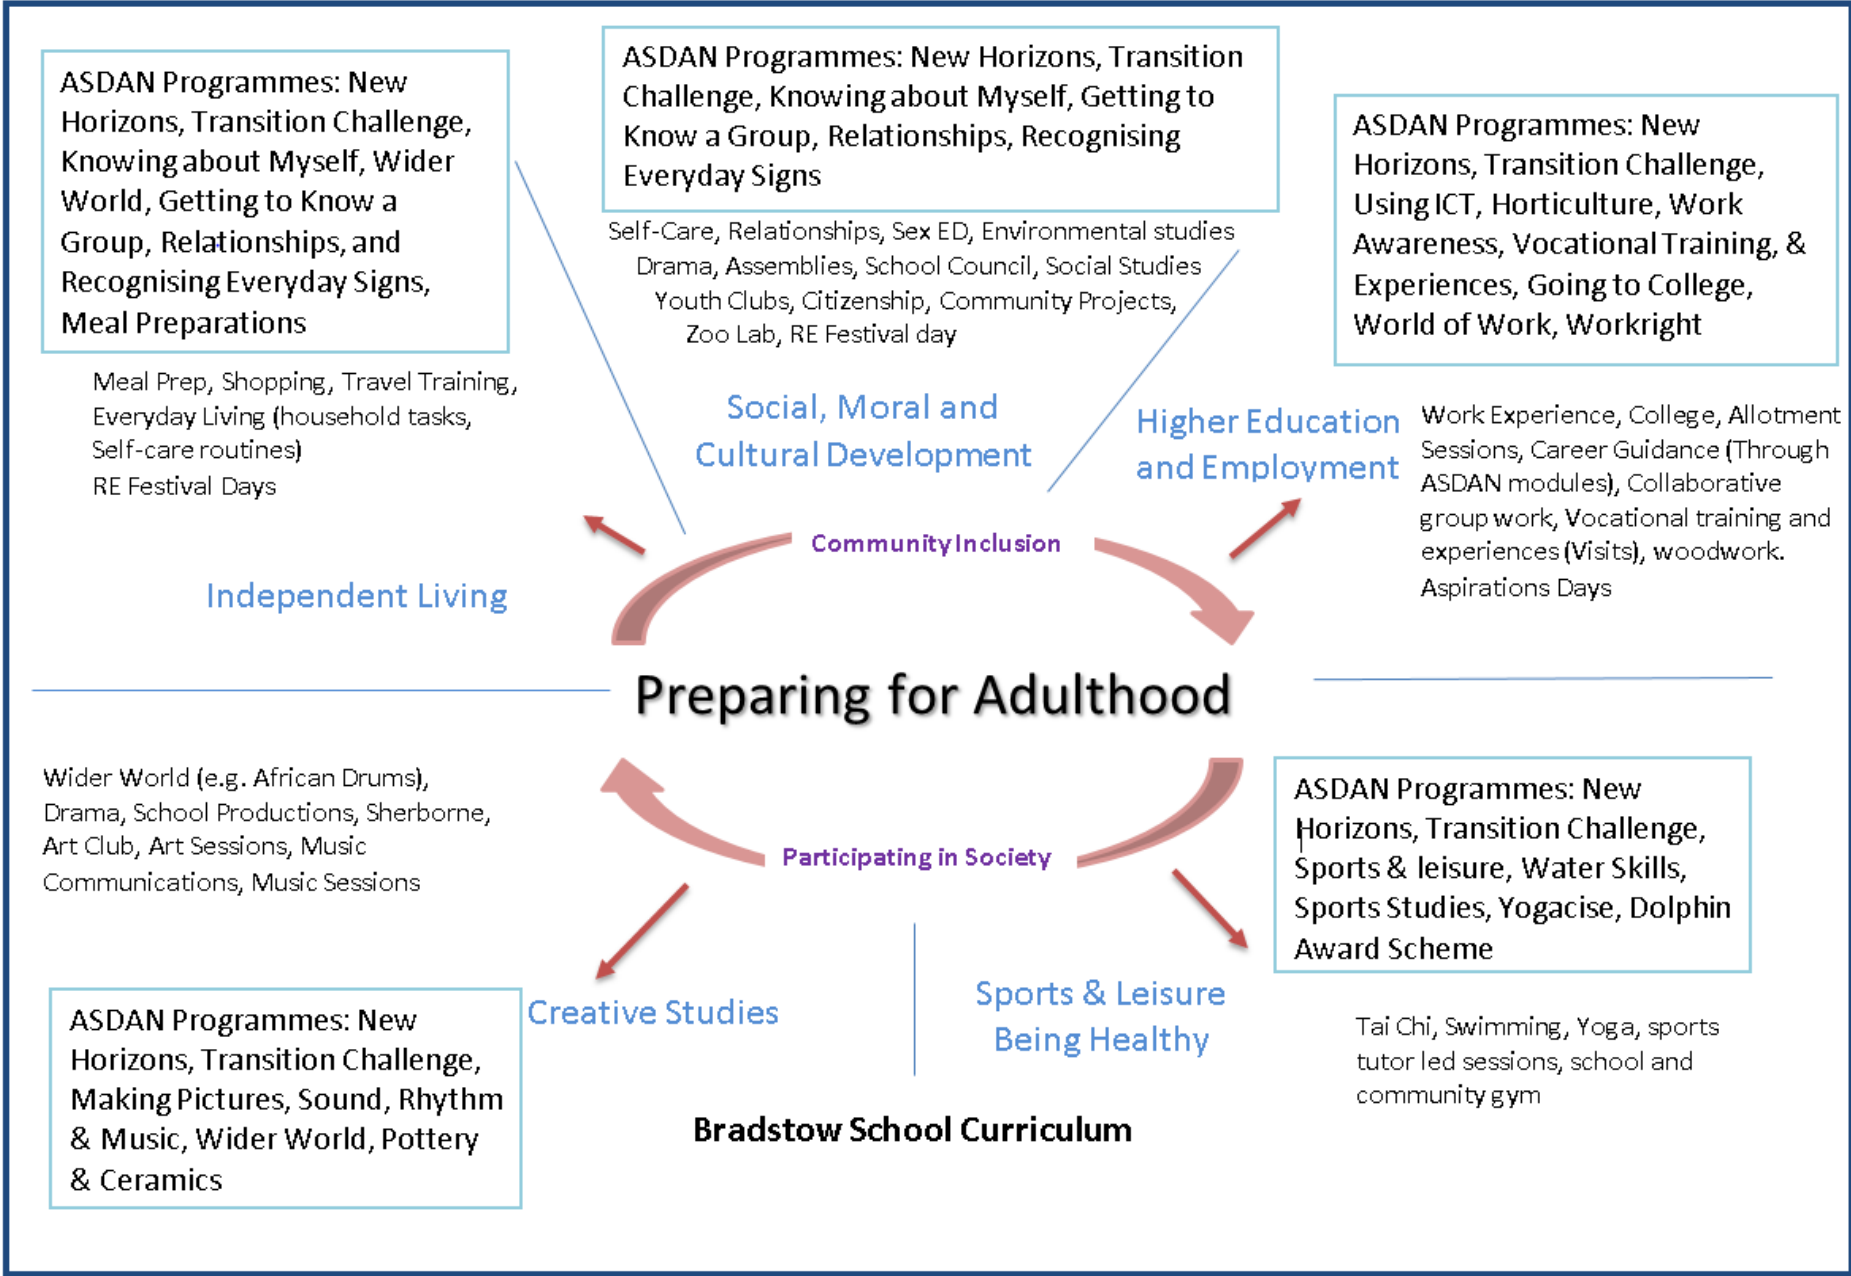 ASDAN Programmes: New
Horizons, Transition Challenge,
Knowing about Myself, Wider
World, Getting to Know a
Group, Relationships, and
Recognising Everyday Signs,
Meal Preparations
Meal Prep, Shopping, Travel Training,
Everyday Living (household tasks,
Self-care routines)
RE Festival Days
Independent Living
ASDAN Programmes: New Horizons, Transition
Challenge, Knowing about Myself, Getting to
Know a Group, Relationships, Recognising
Everyday Signs
Self-Care, Relationships, Sex ED, Environmental studies
Drama, Assemblies, School Council, Social Studies
Youth Clubs, Citizenship, Community Projects,
Zoo Lab, RE Festival day
Social, Moral and
Cultural Development
ASDAN Programmes: New
Horizons, Transition Challenge,
Using ICT, Horticulture, Work
Awareness, Vocational Training, &
Experiences, Going to College,
World of Work, Workright
Higher Education
and Employment
Work Experience, College, Allotment
Sessions, Career Guidance (Through
ASDAN modules), Collaborative
group work, Vocational training and
experiences (Visits), woodwork.
Aspirations Days
Community Inclusion
Preparing for Adulthood
Participating in Society
Wider World (e.g. African Drums),
Drama, School Productions, Sherborne,
Art Club, Art Sessions, Music
Communications, Music Sessions
Creative Studies
ASDAN Programmes: New
Horizons, Transition Challenge,
Making Pictures, Sound, Rhythm
& Music, Wider World, Pottery
& Ceramics
Sports & Leisure
Being Healthy
ASDAN Programmes: New
Horizons, Transition Challenge,
Sports & leisure, Water Skills,
Sports Studies, Yogacise, Dolphin
Award Scheme
Tai Chi, Swimming, Yoga, sports
tutor led sessions, school and
community gym
Bradstow School Curriculum